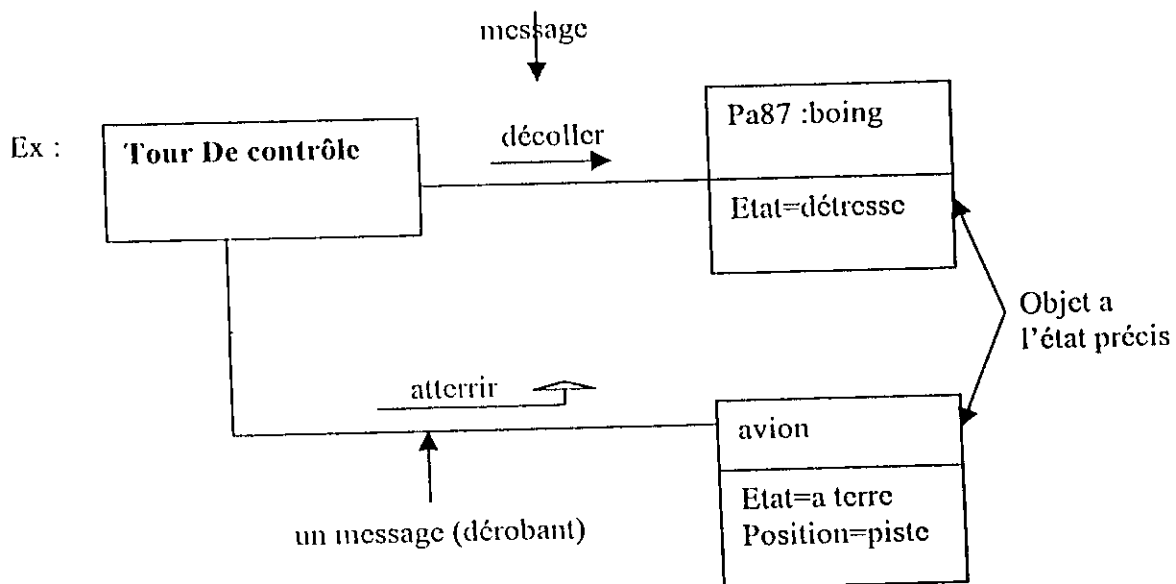 message
Ex :
Tour De contrôle
décoller
Pa87 :boing
Etat=détresse
Objet a
l'état précis
atterrir
avion
Etat=a terre
Position=piste
un message (dérobant)